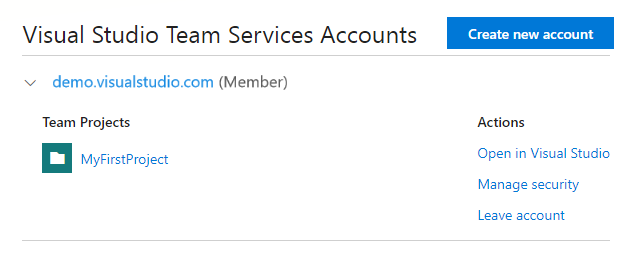 Visual Studio Team Services Accounts
Create new account
demo.visualstudio.com (Member)
Team Projects
MyFirstProject
Actions
Open in Visual Studio
Manage security
Leave account